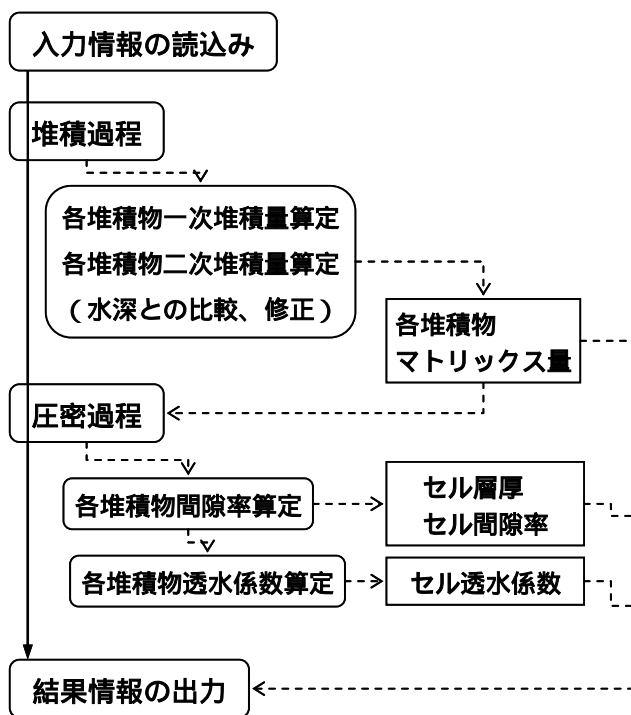 入力情報の読込み
堆積過程
各堆積物一次堆積量算定
各堆積物二次堆積量算定
（水深との比較、修正）
各堆積物
マトリックス量
圧密過程
各堆積物間隙率算定
セル層厚
セル間隙率
各堆積物透水係数算定
セル透水係数
結果情報の出力